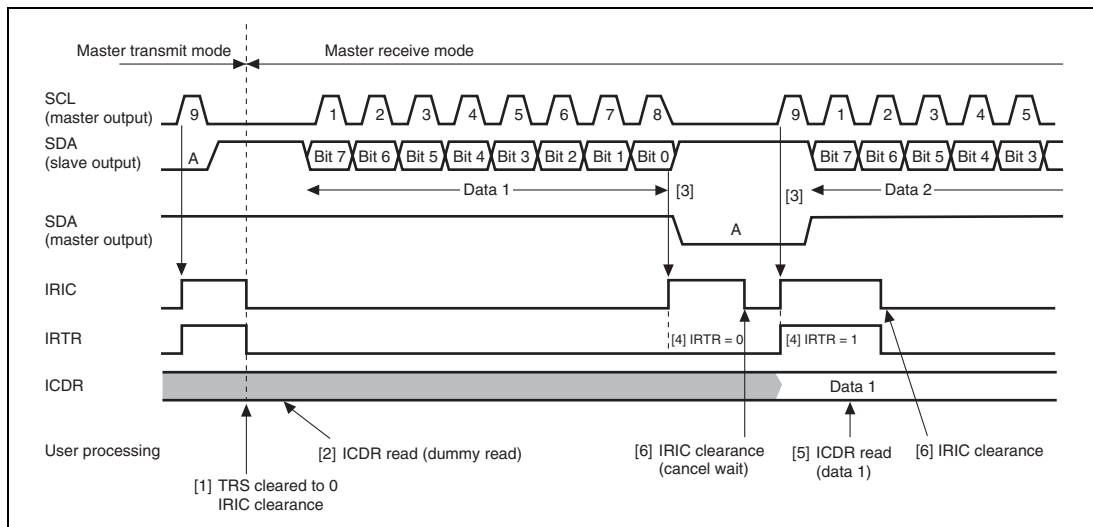 Master transmit mode
Master receive mode
SCL
(master output)
9 1 2 3 4 5 6 7 8 9 1 2 3 4 5
SDA
(slave output)
A Bit 7 Bit 6 Bit 5 Bit 4 Bit 3 Bit 2 Bit 1 Bit 0 Bit 7 Bit 6 Bit 5 Bit 4 Bit 3
Data 1 [3] [3] Data 2
SDA
(master output)
A
IRIC
IRTR
[4] IRTR = 0
[4] IRTR = 1
ICDR
Data 1
User processing
[2] ICDR read (dummy read)
[6] IRIC clearance
(cancel wait)
[5] ICDR read
(data 1)
[6] IRIC clearance
[1] TRS cleared to 0
IRIC clearance